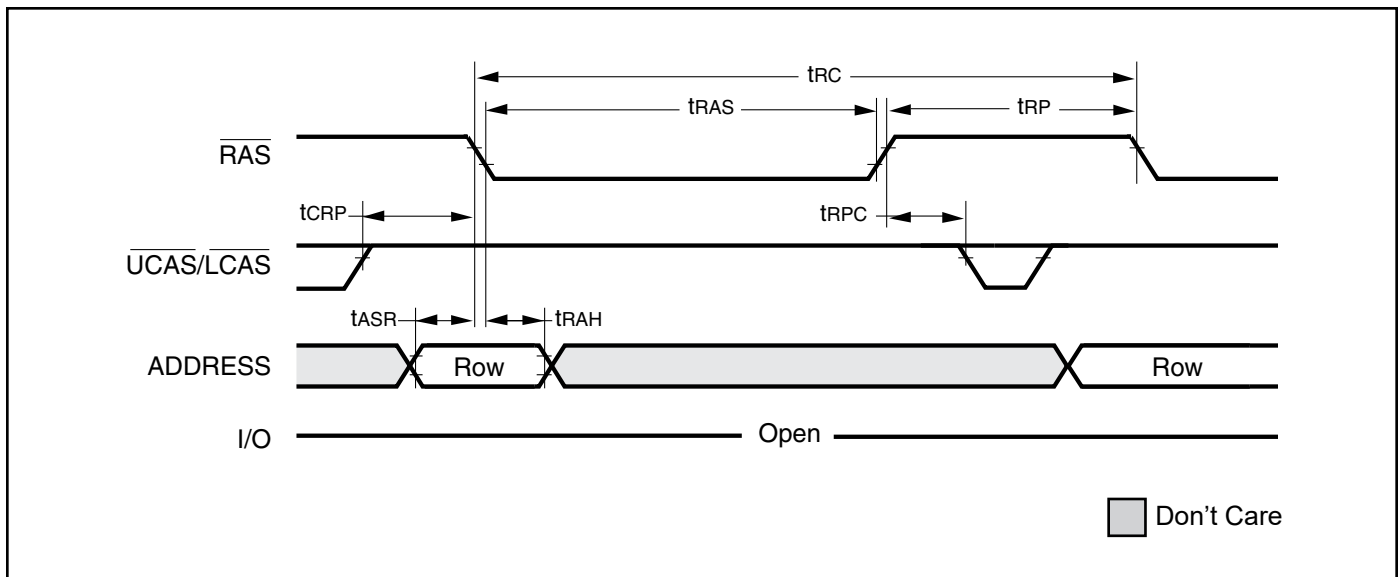 tRC
tRAS
tRP
RAS
tCRP
tRPC
UCAS/LCAS
tASR
tRAH
ADDRESS
Row
Row
I/O
Open
Don't Care